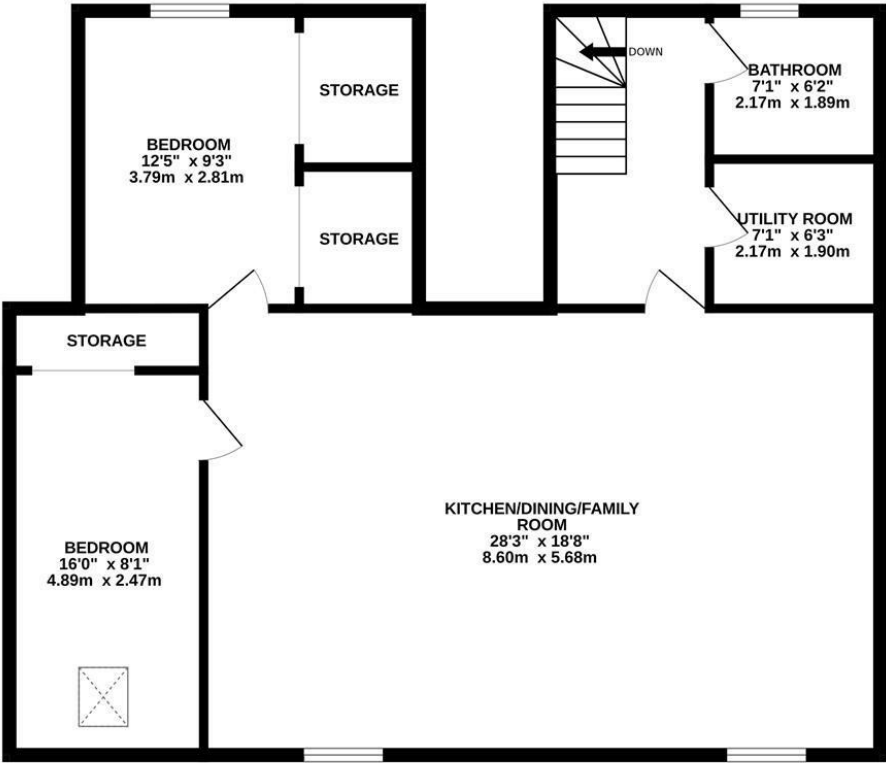 BEDROOM
12'5" x 9'3"
3.79m x 2.81m
STORAGE
STORAGE
DOWN
BATHROOM
7'1" x 6'2"
2.17m x 1.89m
UTILITY ROOM
7'1" x 6'3"
2.17m x 1.90m
STORAGE
BEDROOM
16'0" x 8'1"
4.89m x 2.47m
KITCHEN/DINING/FAMILY
ROOM
28'3" x 18'8"
8.60m x 5.68m